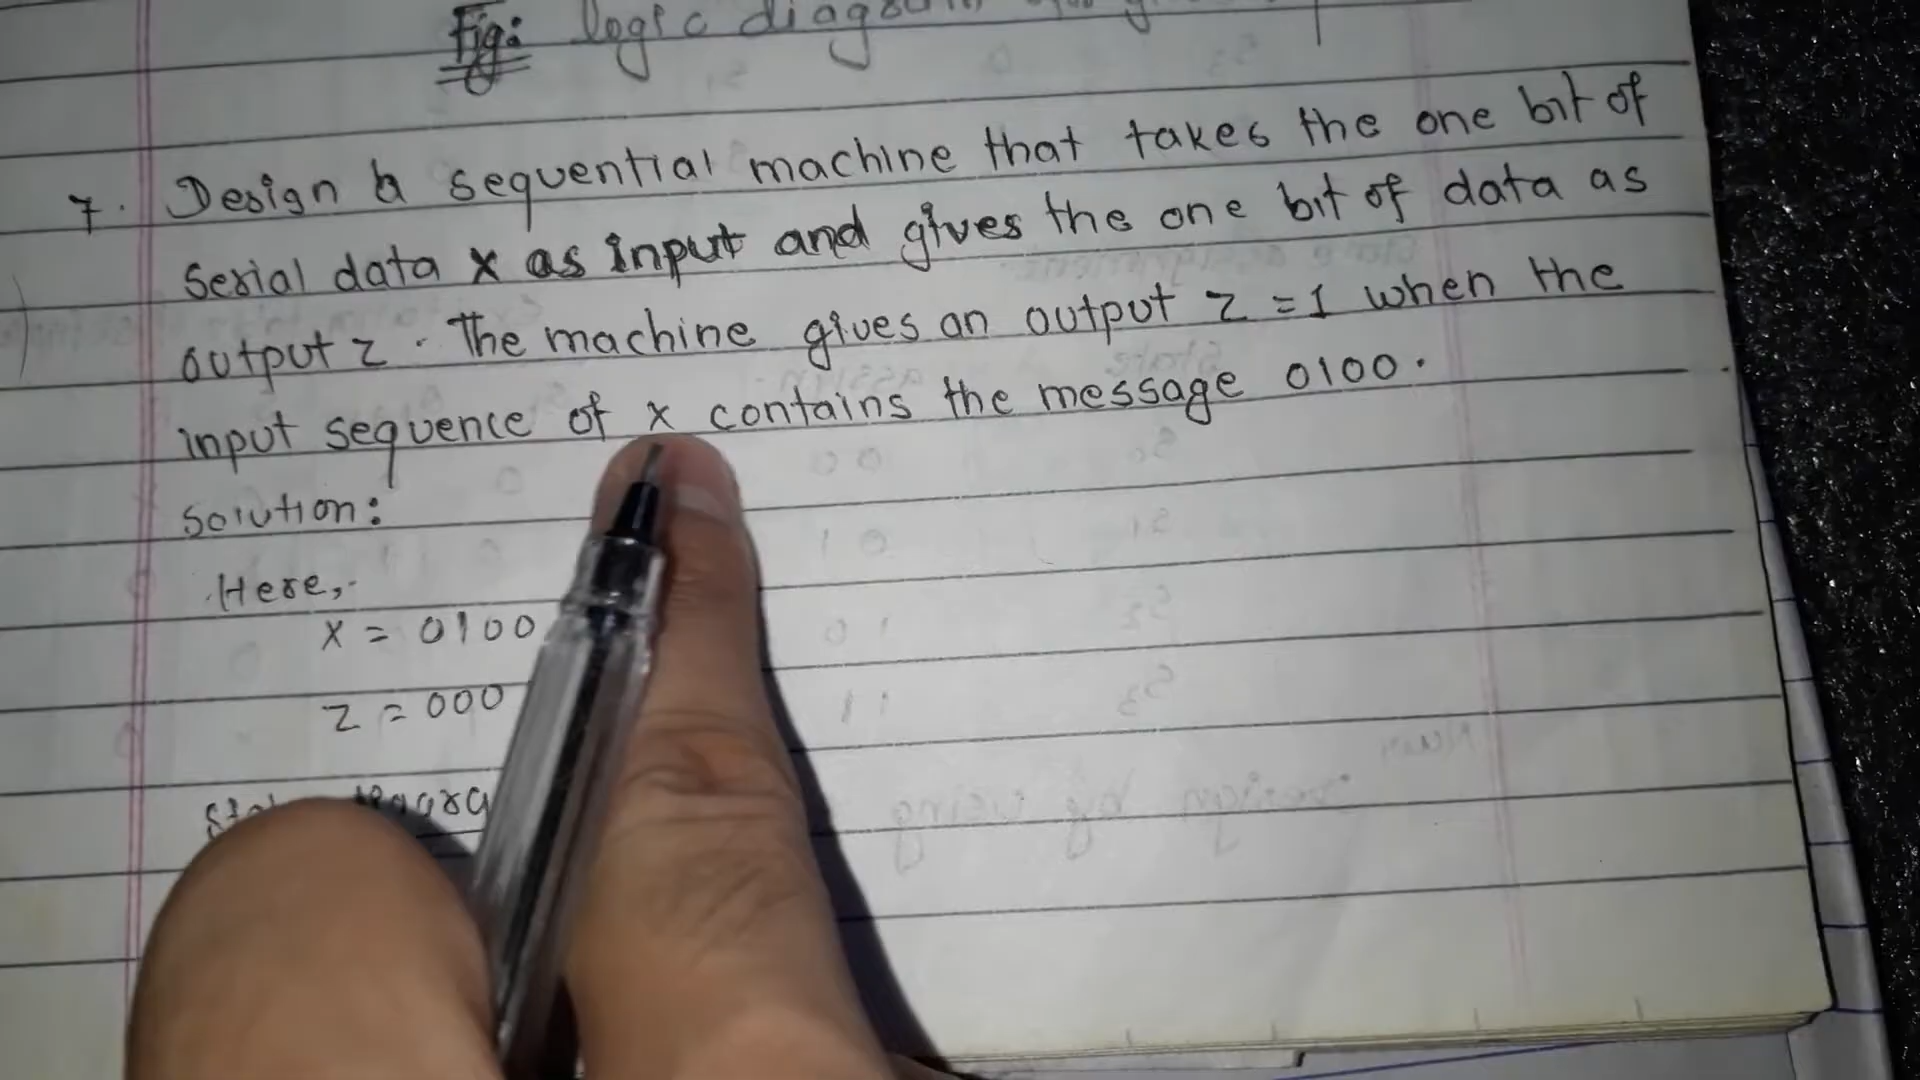 Fig: logic diagram
7. Design a sequential machine that takes the one bit of
serial data x as input and gives the one bit of data as
output z. The machine gives an output z = 1 when the
input sequence of x contains the message 0100.
Solution:
Here,
x = 0100
z = 000